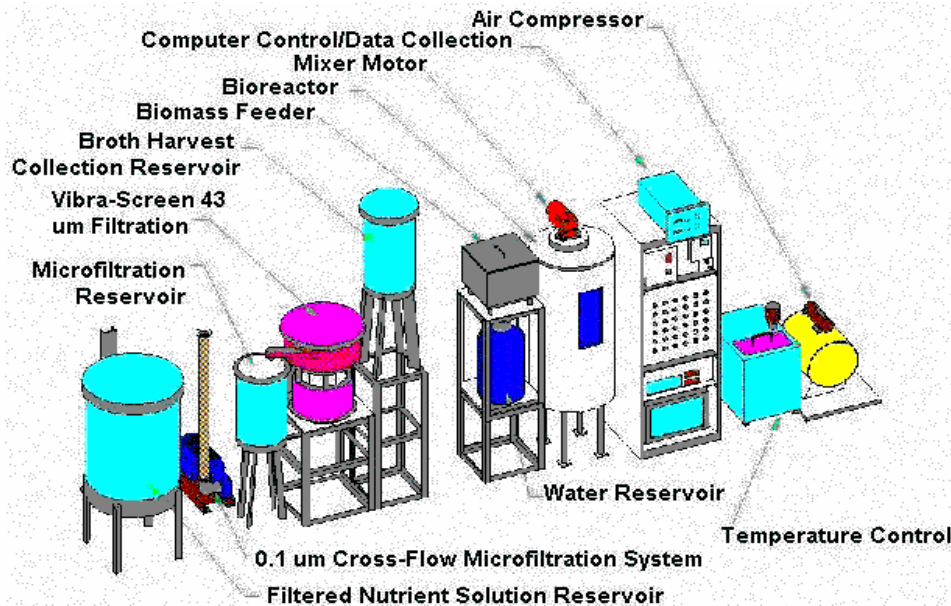 Air Compressor
Computer Control/Data Collection
Mixer Motor
Bioreactor
Biomass Feeder
Broth Harvest
Collection Reservoir
Vibra-Screen 43
um Filtration
Microfiltration
Reservoir
Water Reservoir
Temperature Control
0.1 um Cross-Flow Microfiltration System
Filtered Nutrient Solution Reservoir